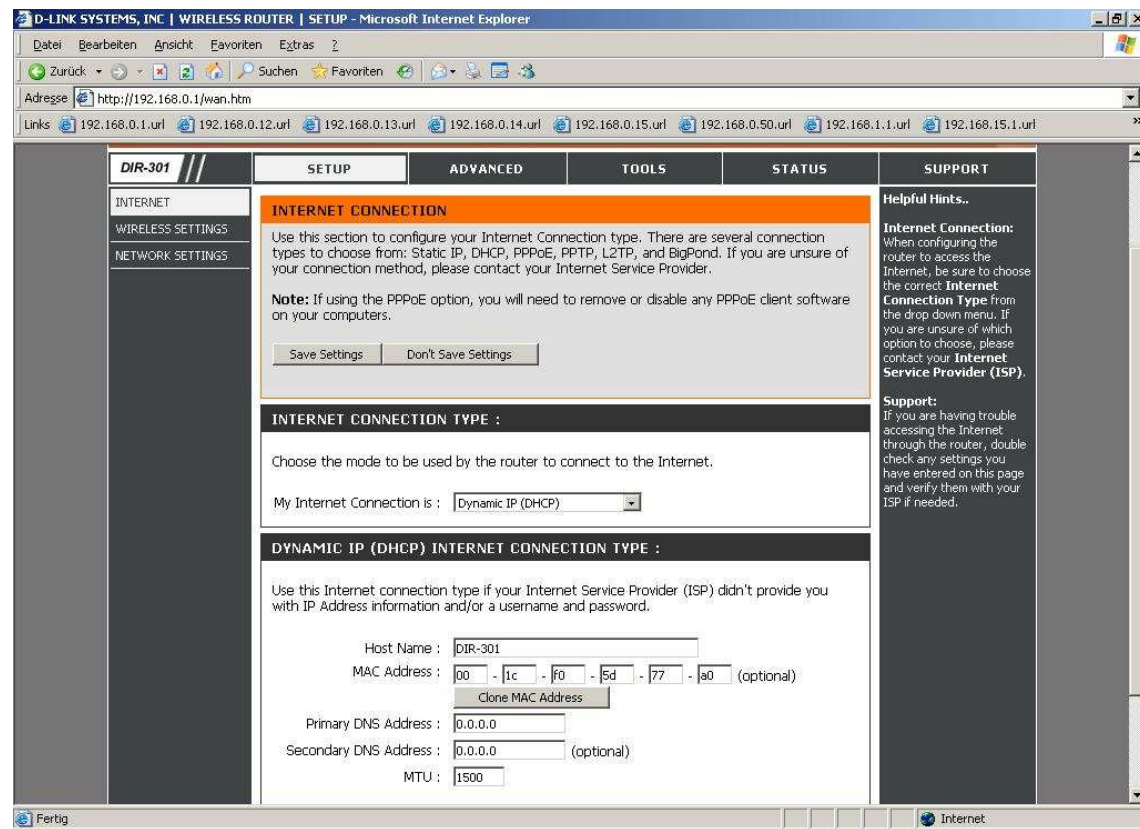 D-LINK SYSTEMS, INC | WIRELESS ROUTER | SETUP - Microsoft Internet Explorer
Datei Bearbeiten Ansicht Favoriten Extras ?
Zurück Suchen Favoriten
Adresse http://192.168.0.1/wan.htm
Links 192.168.0.1.url 192.168.0.12.url 192.168.0.13.url 192.168.0.14.url 192.168.0.15.url 192.168.0.50.url 192.168.1.1.url 192.168.15.1.url »
DIR-301 SETUP ADVANCED TOOLS STATUS SUPPORT
INTERNET
WIRELESS SETTINGS
NETWORK SETTINGS
INTERNET CONNECTION
Use this section to configure your Internet Connection type. There are several connection
types to choose from: Static IP, DHCP, PPPoE, PPTP, L2TP, and BigPond. If you are unsure of
your connection method, please contact your Internet Service Provider.
Note: If using the PPPoE option, you will need to remove or disable any PPPoE client software
on your computers.
Save Settings Don't Save Settings
INTERNET CONNECTION TYPE :
Choose the mode to be used by the router to connect to the Internet.
My Internet Connection is : Dynamic IP (DHCP)
DYNAMIC IP (DHCP) INTERNET CONNECTION TYPE :
Use this Internet connection type if your Internet Service Provider (ISP) didn't provide you
with IP Address information and/or a username and password.
Host Name : DIR-301
MAC Address : 00 - 1c - f0 - 5d - 77 - a0 (optional)
Clone MAC Address
Primary DNS Address : 0.0.0.0
Secondary DNS Address : 0.0.0.0 (optional)
MTU : 1500
Helpful Hints..
Internet Connection:
When configuring the
router to access the
Internet, be sure to choose
the correct Internet
Connection Type from
the drop down menu. If
you are unsure of which
option to choose, please
contact your Internet
Service Provider (ISP).
Support:
If you are having trouble
accessing the Internet
through the router, double
check any settings you
have entered on this page
and verify them with your
ISP if needed.
Fertig Internet